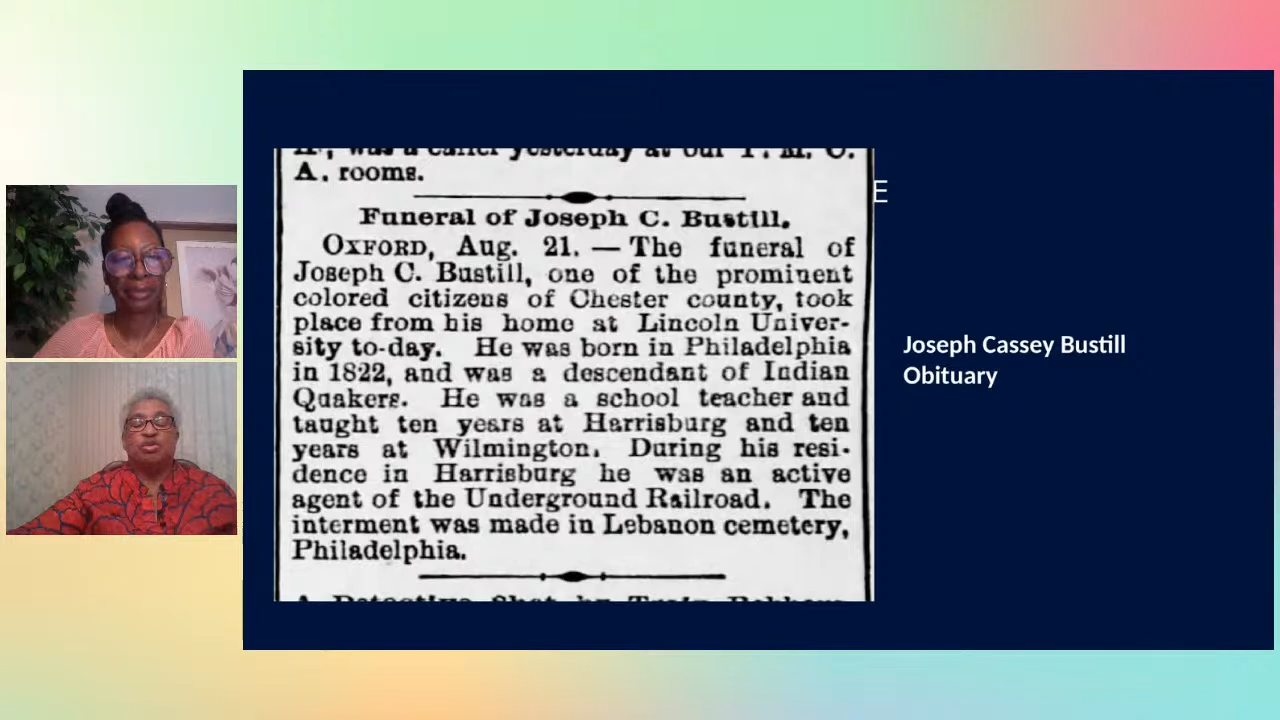 A. rooms.
Funeral of Joseph C. Bustill.
OXFORD, Aug. 21. — The funeral of
Joseph C. Bustill, one of the prominent
colored citizens of Chester county, took
place from his home at Lincoln Univer-
sity to-day. He was born in Philadelphia
in 1822, and was a descendant of Indian
Quakers. He was a school teacher and
taught ten years at Harrisburg and ten
years at Wilmington. During his resi-
dence in Harrisburg he was an active
agent of the Underground Railroad. The
interment was made in Lebanon cemetery,
Philadelphia.
E
Joseph Cassey Bustill
Obituary